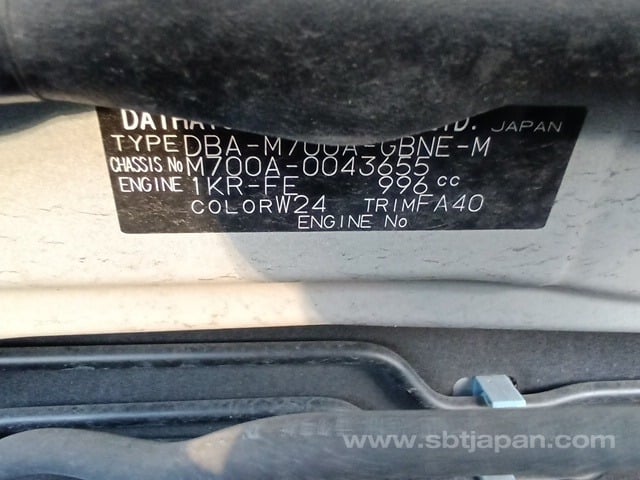 JAPAN
TYPE DBA-M700A-GBNE-M
CHASSIS No M700A-0043655
ENGINE 1KR-FE 996 cc
COLOR W24 TRIM FA40
ENGINE No
www.sbtjapan.com